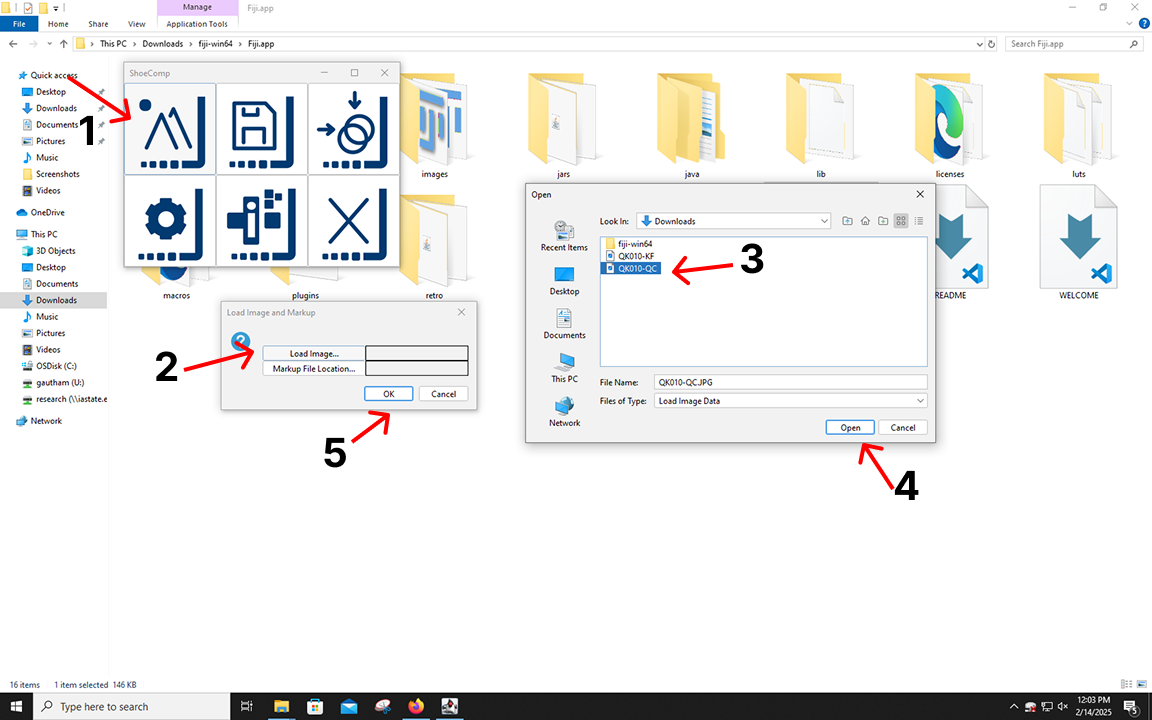 Manage
Fiji.app
File
Home
Share
View
Application Tools
This PC
Downloads
fiji-win64
Fiji.app
Search Fiji.app
Quick access
Desktop
Downloads
Documents
Pictures
Music
Screenshots
Videos
OneDrive
This PC
3D Objects
Desktop
Documents
Downloads
Music
Pictures
Videos
OSDisk (C:)
gautham (U:)
research (\\iastate.e
Network
ShoeComp
1
images
jars
java
lib
licenses
luts
macros
plugins
retro
README
WELCOME
Load Image and Markup
?
Load Image...
Markup File Location...
OK
Cancel
2
5
Open
Look In:
Downloads
Recent Items
Desktop
Documents
This PC
Network
fiji-win64
QK010-KF
QK010-QC
3
File Name:
QK010-QC.JPG
Files of Type:
Load Image Data
Open
Cancel
4
16 items
1 item selected 146 KB
Type here to search
12:03 PM
2/14/2025
5